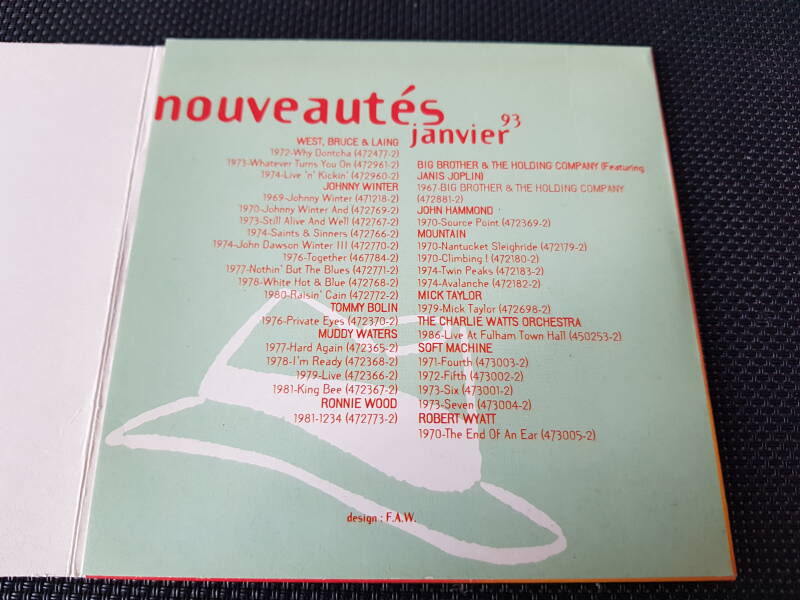 nouveautés
janvier 93
WEST, BRUCE & LAING
1972-Why Dontcha (472477-2)
1973-Whatever Turns You On (472961-2)
1974-Live 'n' Kickin' (472960-2)
JOHNNY WINTER
1969-Johnny Winter (471218-2)
1970-Johnny Winter And (472769-2)
1973-Still Alive And Well (472767-2)
1974-Saints & Sinners (472766-2)
1974-John Dawson Winter III (472770-2)
1976-Together (467784-2)
1977-Nothin' But The Blues (472771-2)
1978-White Hot & Blue (472768-2)
1980-Raisin' Cain (472772-2)
TOMMY BOLIN
1976-Private Eyes (472370-2)
MUDDY WATERS
1977-Hard Again (472365-2)
1978-I'm Ready (472368-2)
1979-Live (472366-2)
1981-King Bee (472367-2)
RONNIE WOOD
1981-1234 (472773-2)
BIG BROTHER & THE HOLDING COMPANY (Featuring
JANIS JOPLIN)
1967-BIG BROTHER & THE HOLDING COMPANY
(472881-2)
JOHN HAMMOND
1970-Source Point (472369-2)
MOUNTAIN
1970-Nantucket Sleighride (472179-2)
1970-Climbing ! (472180-2)
1974-Twin Peaks (472183-2)
1974-Avalanche (472182-2)
MICK TAYLOR
1979-Mick Taylor (472698-2)
THE CHARLIE WATTS ORCHESTRA
1986-Live At Fulham Town Hall (450253-2)
SOFT MACHINE
1971-Fourth (473003-2)
1972-Fifth (473002-2)
1973-Six (473001-2)
1973-Seven (473004-2)
ROBERT WYATT
1970-The End Of An Ear (473005-2)
design : F.A.W.